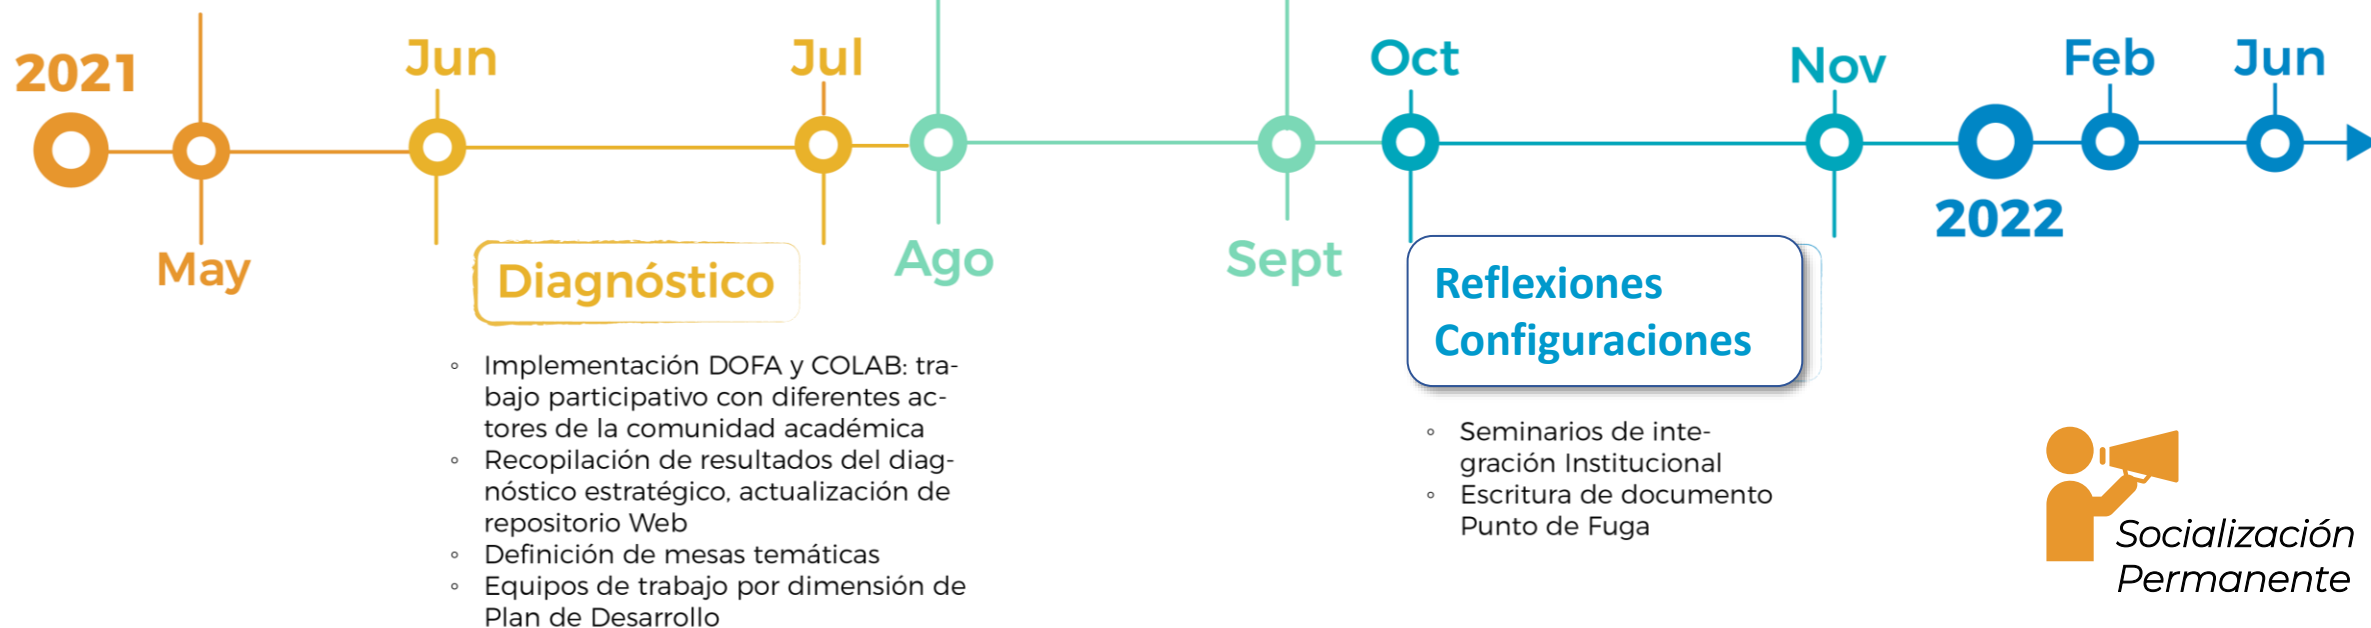 2021
May
Jun
Jul
Ago
Sept
Oct
Nov
2022
Feb
Jun
Diagnóstico
◦ Implementación DOFA y COLAB: tra-
bajo participativo con diferentes ac-
tores de la comunidad académica
◦ Recopilación de resultados del diag-
nóstico estratégico, actualización de
repositorio Web
◦ Definición de mesas temáticas
◦ Equipos de trabajo por dimensión de
Plan de Desarrollo
Reflexiones
Configuraciones
◦ Seminarios de inte-
gración Institucional
◦ Escritura de documento
Punto de Fuga
Socialización
Permanente